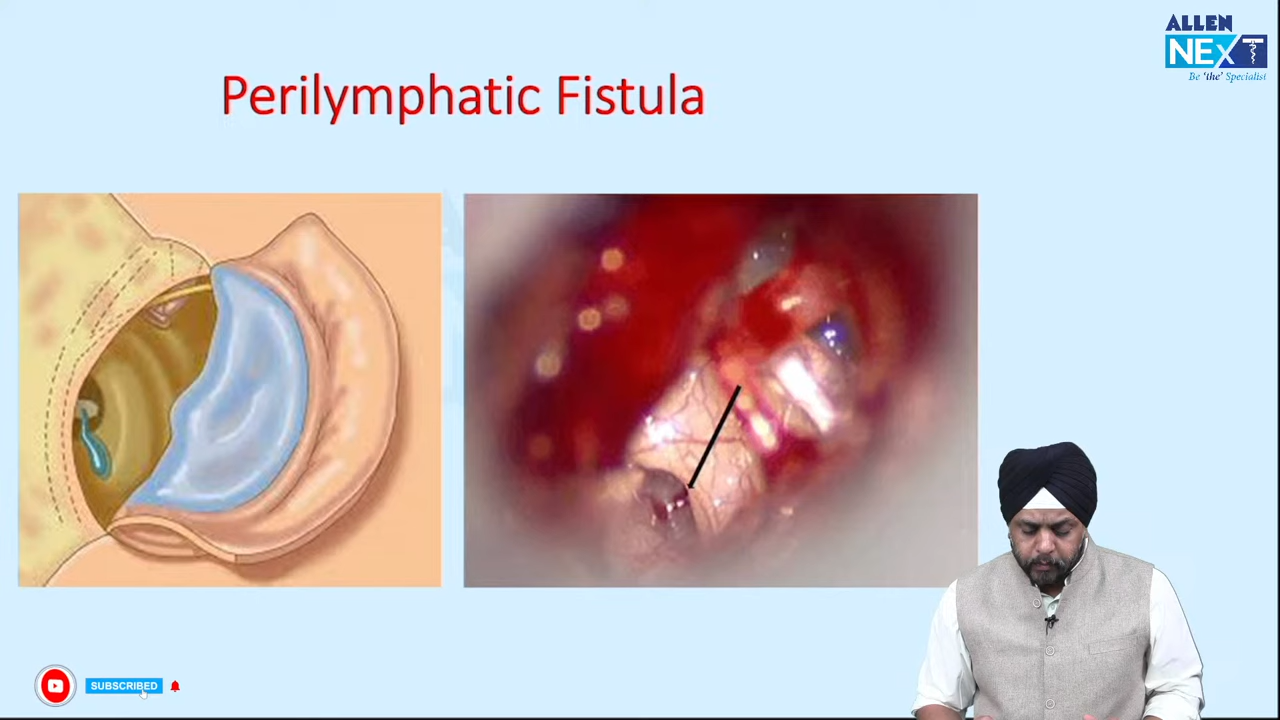 Perilymphatic Fistula
ALLEN
NEXT
Be 'the' Specialist
SUBSCRIBED